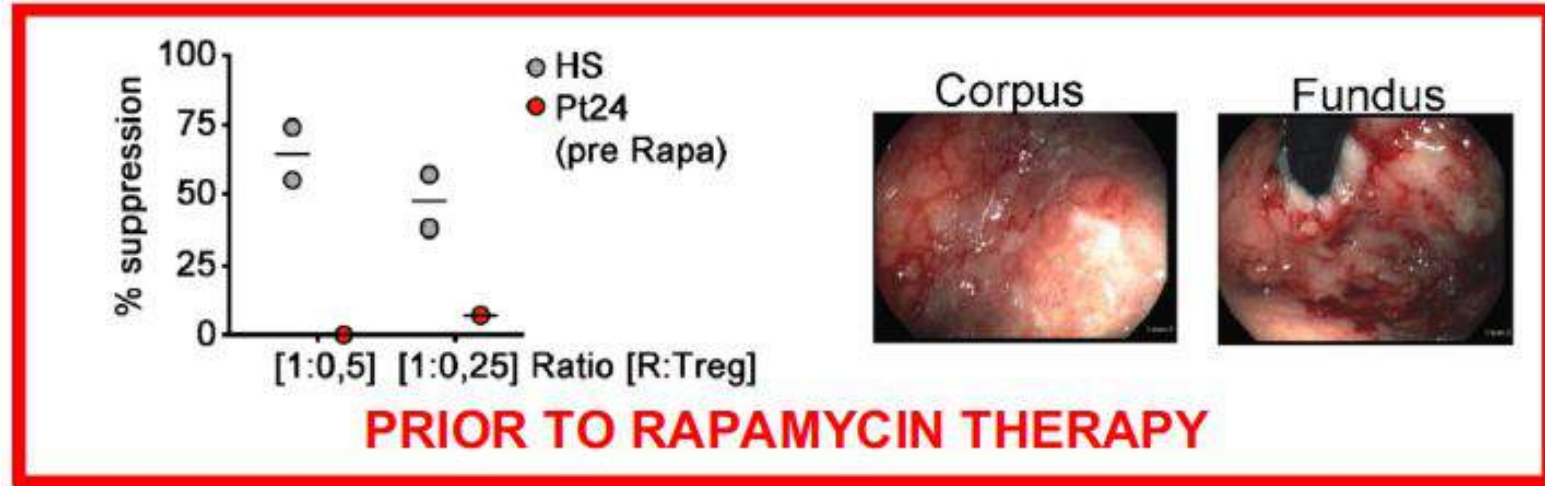 100
75
50
25
0
% suppression
HS
Pt24
(pre Rapa)
[1:0,5] [1:0,25] Ratio [R:Treg]
Corpus
Fundus
PRIOR TO RAPAMYCIN THERAPY